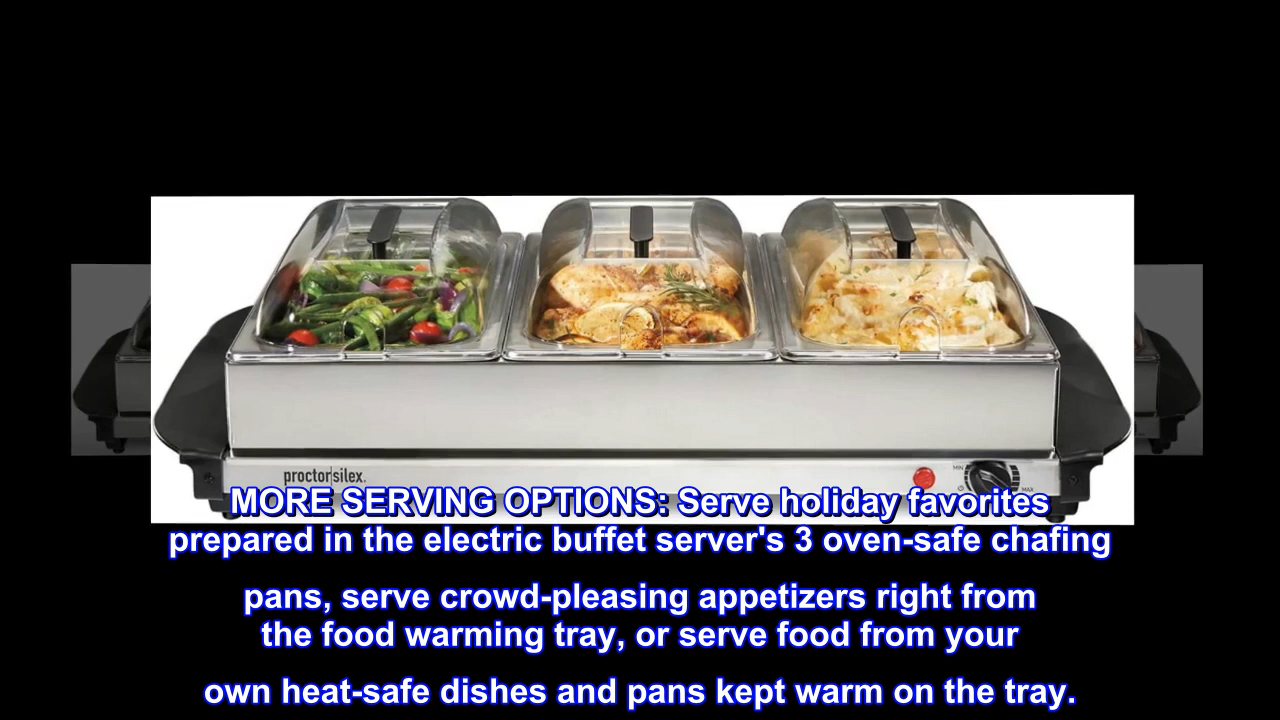 proctor silex.
MIN
MAX
MORE SERVING OPTIONS: Serve holiday favorites
prepared in the electric buffet server's 3 oven-safe chafing
pans, serve crowd-pleasing appetizers right from
the food warming tray, or serve food from your
own heat-safe dishes and pans kept warm on the tray.